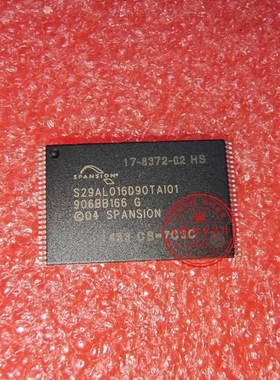 17-8372-02 HS
SPANSION
S29AL016D90TAI01
906BB166 G
©04 SPANSION